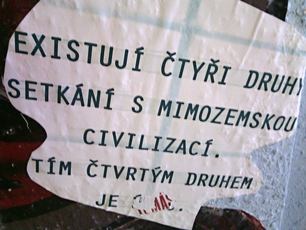 EXISTUJÍ ČTYŘI DRUHY
SETKÁNÍ S MIMOZEMSKOU
CIVILIZACÍ.
TÍM ČTVRTÝM DRUHEM
JE